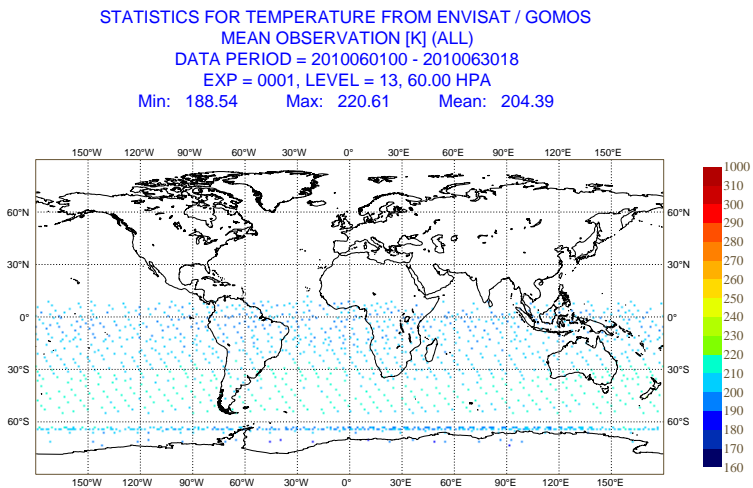 STATISTICS FOR TEMPERATURE FROM ENVISAT / GOMOS
MEAN OBSERVATION [K] (ALL)
DATA PERIOD = 2010060100 - 2010063018
EXP = 0001, LEVEL = 13, 60.00 HPA
Min: 188.54 Max: 220.61 Mean: 204.39
150°W 120°W 90°W 60°W 30°W 0° 30°E 60°E 90°E 120°E 150°E
60°N 60°N
30°N 30°N
0° 0°
30°S 30°S
60°S 60°S
150°W 120°W 90°W 60°W 30°W 0° 30°E 60°E 90°E 120°E 150°E
1000
310
300
290
280
270
260
250
240
230
220
210
200
190
180
170
160